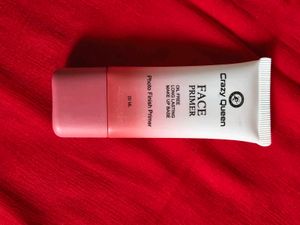 Crazy Queen
FACE
PRIMER
OIL FREE
LONG LASTING
MAKE UP BASE
Photo Finish Primer